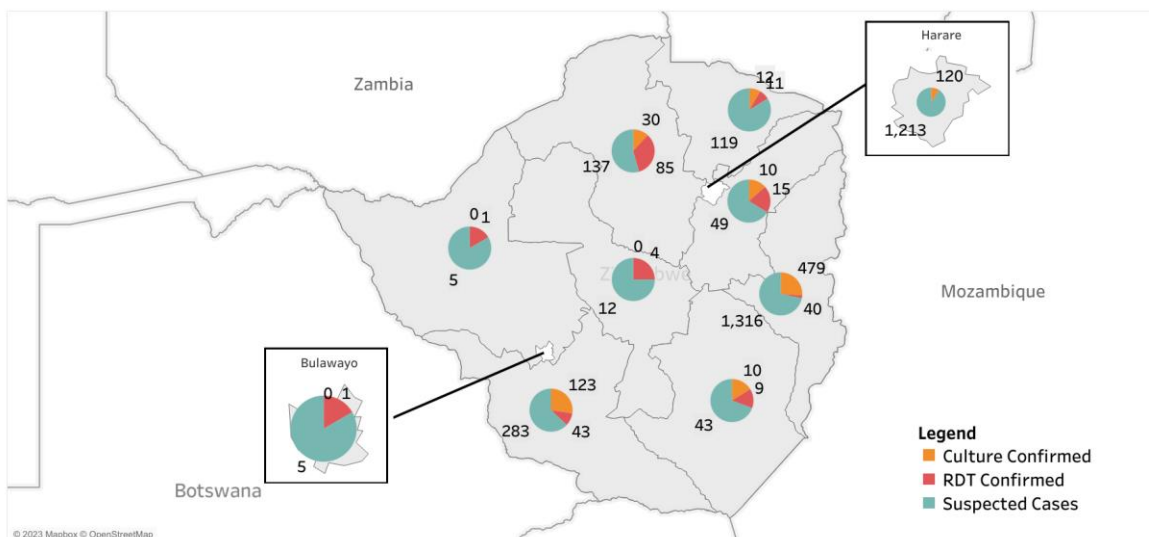 Harare
120
1,213
Zambia
12
11
119
30
137
85
10
15
49
0 1
5
0 4
Zimbabwe
12
479
40
1,316
Mozambique
Bulawayo
0 1
5
123
283
43
10
9
43
Botswana
Legend
Culture Confirmed
RDT Confirmed
Suspected Cases
© 2023 Mapbox © OpenStreetMap